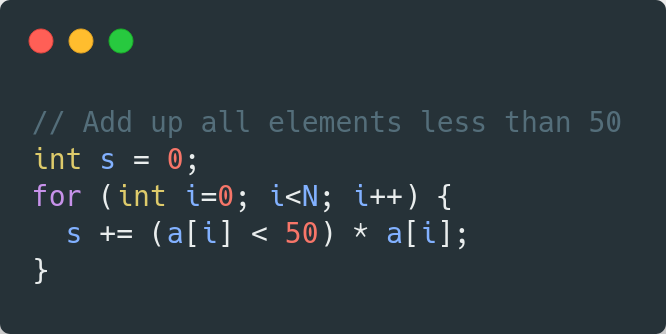 // Add up all elements less than 50
int s = 0;
for (int i=0; i<N; i++) {
  s += (a[i] < 50) * a[i];
}